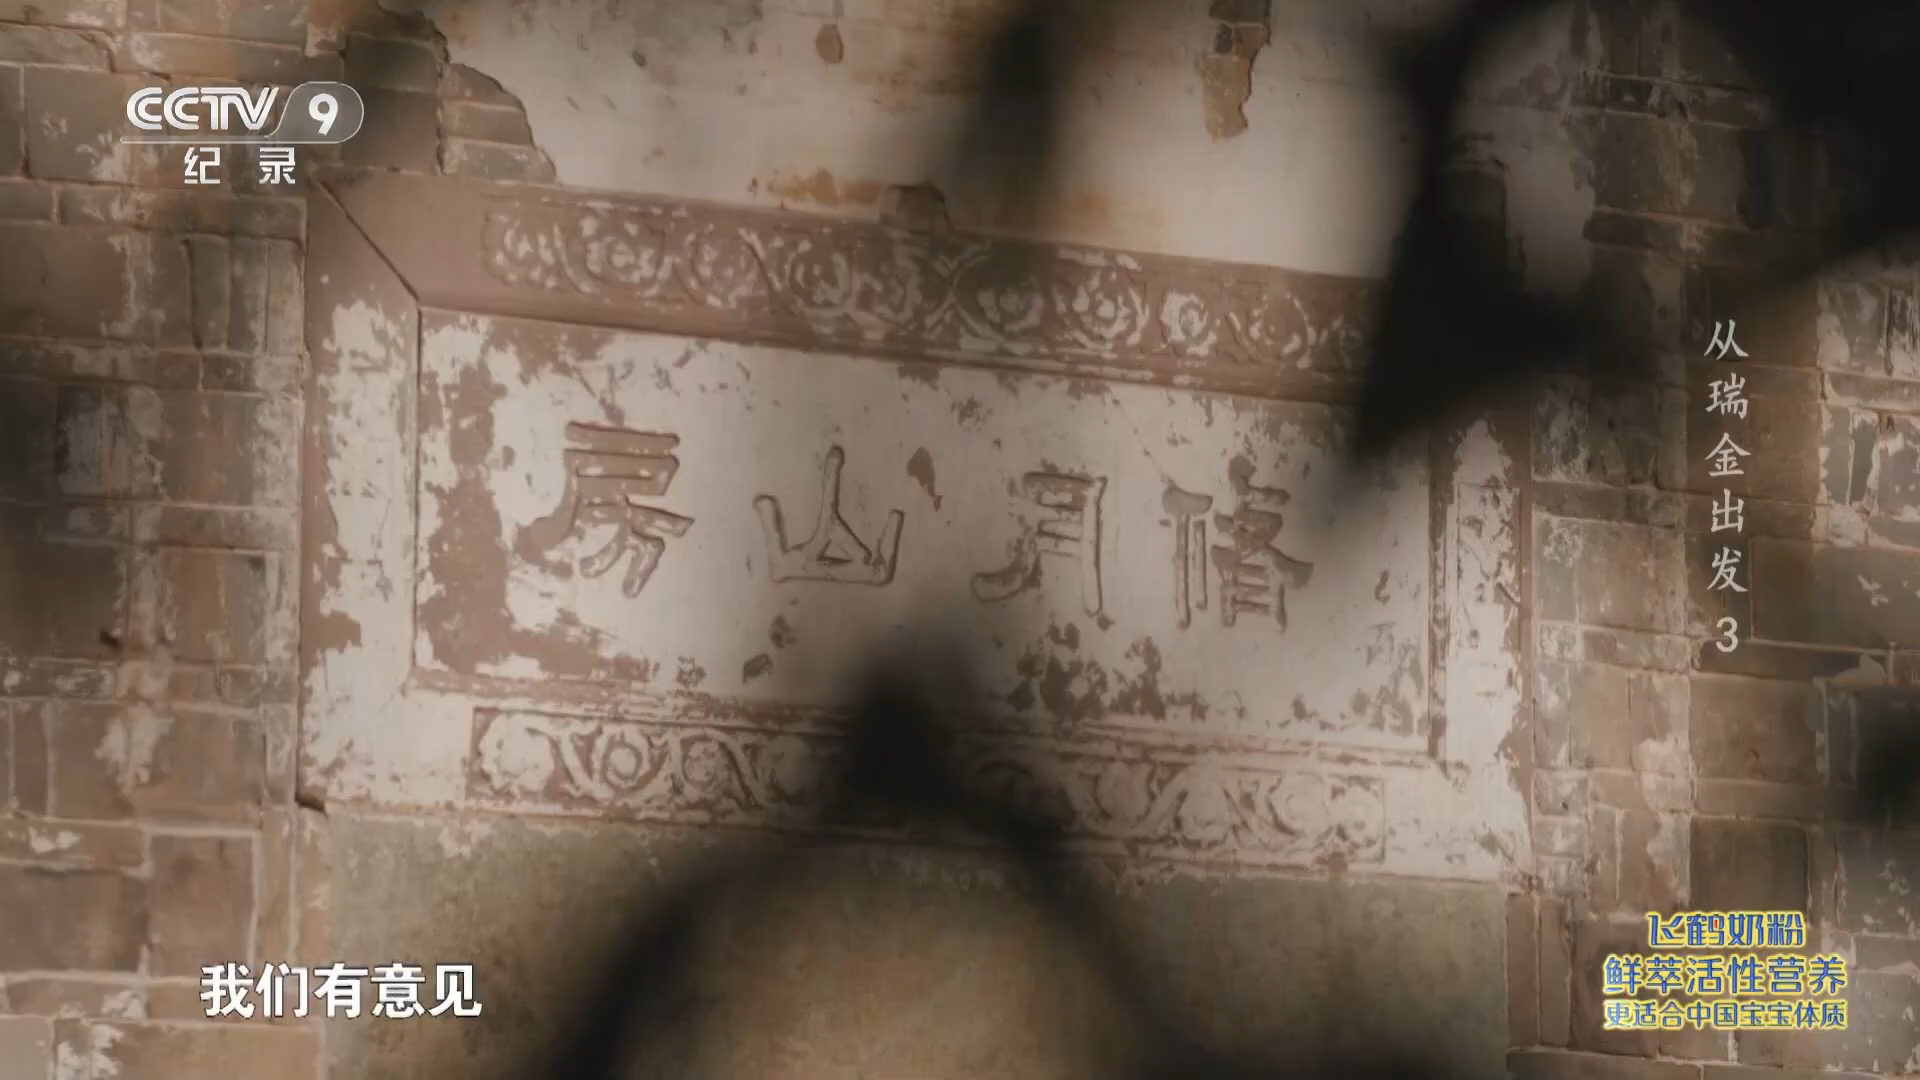 CCTV 9
纪录
脩月山房
从瑞金出发 3
我们有意见
飞鹤奶粉
鲜萃活性营养
更适合中国宝宝体质